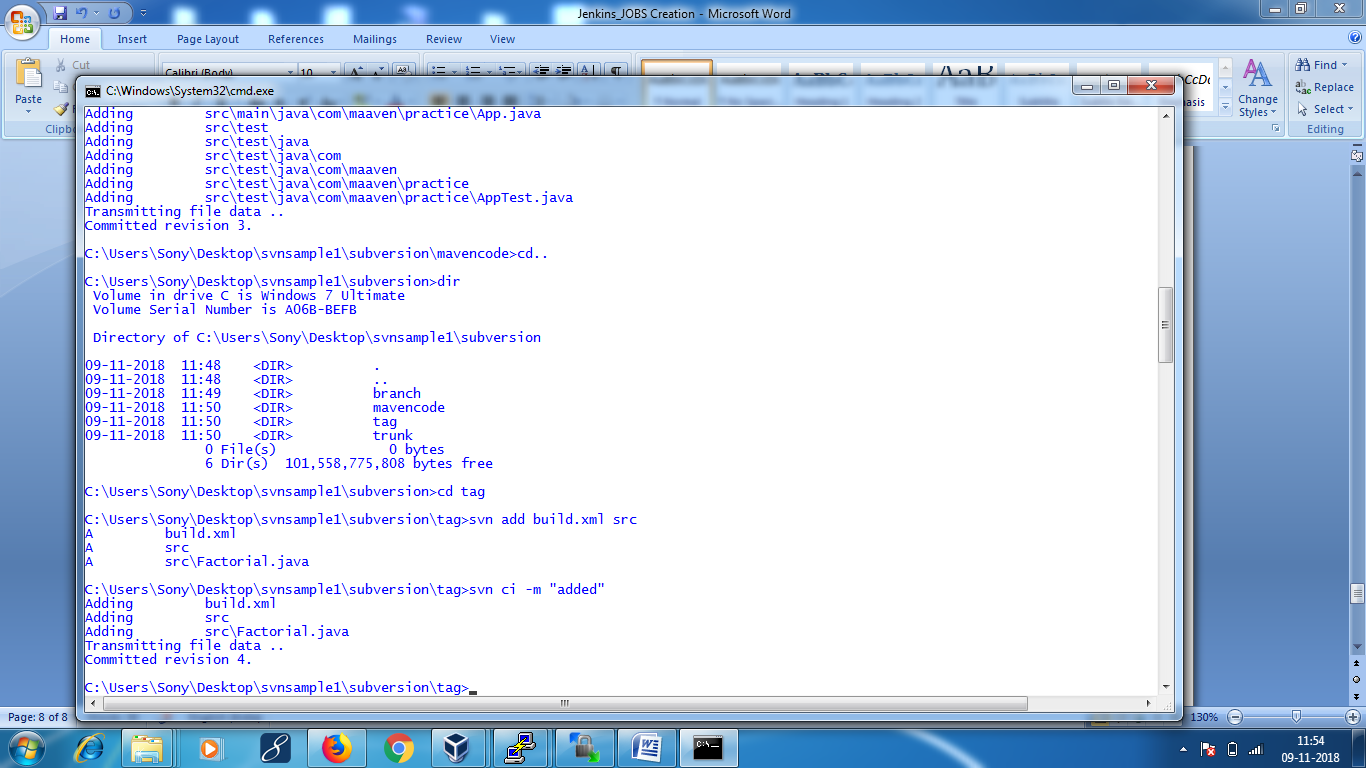 Jenkins_JOBS Creation - Microsoft Word
Home Insert Page Layout References Mailings Review View
Cut
Calibri (Body) 10
Paste
Change Styles
Find
Replace
Select
Editing
C:\Windows\System32\cmd.exe
Adding src\main\java\com\maaven\practice\App.java
Adding src\test
Adding src\test\java
Adding src\test\java\com
Adding src\test\java\com\maaven
Adding src\test\java\com\maaven\practice
Adding src\test\java\com\maaven\practice\AppTest.java
Transmitting file data ..
Committed revision 3.
C:\Users\Sony\Desktop\svnsample1\subversion\mavencode>cd..
C:\Users\Sony\Desktop\svnsample1\subversion>dir
Volume in drive C is Windows 7 Ultimate
Volume Serial Number is A06B-BEFB
Directory of C:\Users\Sony\Desktop\svnsample1\subversion
09-11-2018 11:48 <DIR> .
09-11-2018 11:48 <DIR> ..
09-11-2018 11:49 <DIR> branch
09-11-2018 11:50 <DIR> mavencode
09-11-2018 11:50 <DIR> tag
09-11-2018 11:50 <DIR> trunk
0 File(s) 0 bytes
6 Dir(s) 101,558,775,808 bytes free
C:\Users\Sony\Desktop\svnsample1\subversion>cd tag
C:\Users\Sony\Desktop\svnsample1\subversion\tag>svn add build.xml src
A build.xml
A src
A src\Factorial.java
C:\Users\Sony\Desktop\svnsample1\subversion\tag>svn ci -m "added"
Adding build.xml
Adding src
Adding src\Factorial.java
Transmitting file data ..
Committed revision 4.
C:\Users\Sony\Desktop\svnsample1\subversion\tag>_
Page: 8 of 8
130%
11:54
09-11-2018